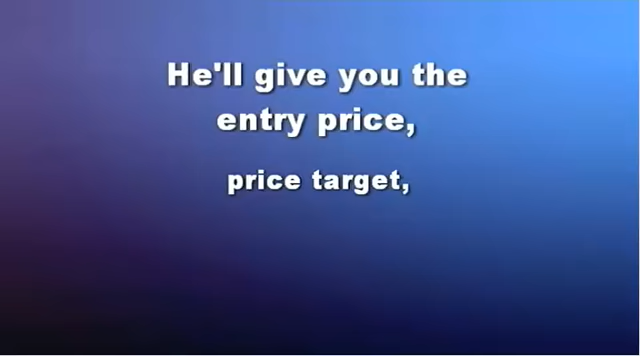 He'll give you the
entry price,
price target,